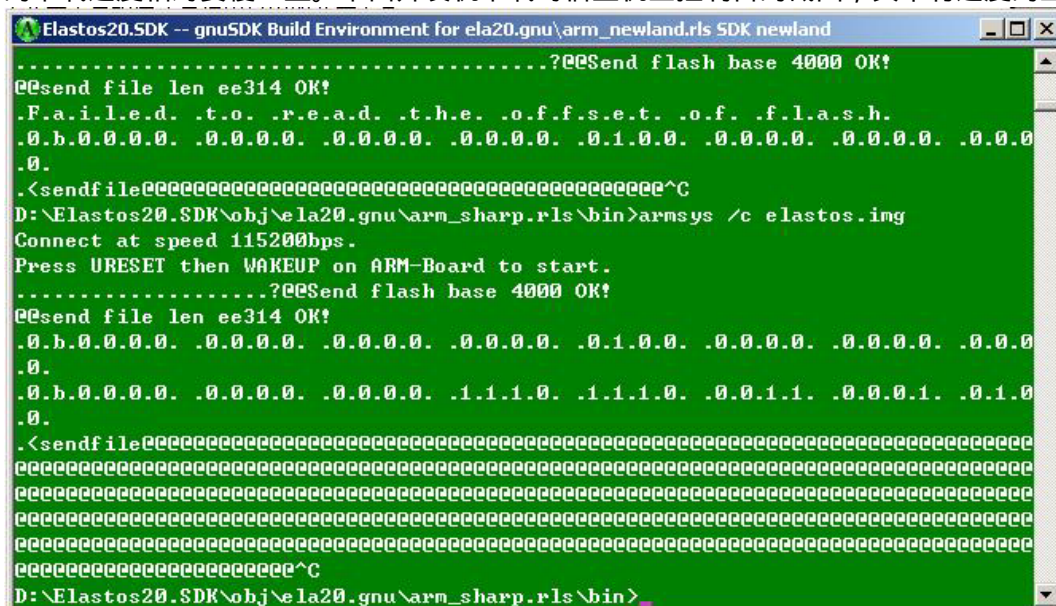 Elastos20.SDK -- gnuSDK Build Environment for ela20.gnu\arm_newland.rls SDK newland
..........................................?@@Send flash base 4000 OK!
@@send file len ee314 OK!
.F.a.i.l.e.d. .t.o. .r.e.a.d. .t.h.e. .o.f.f.s.e.t. .o.f. .f.l.a.s.h.
.0.b.0.0.0.0. .0.0.0.0. .0.0.0.0. .0.0.0.0. .0.1.0.0. .0.0.0.0. .0.0.0.0. .0.0.0
.0.
.<sendfile@@@@@@@@@@@@@@@@@@@@@@@@@@@@@@@@@@@@@@@@@^C
D:\Elastos20.SDK\obj\ela20.gnu\arm_sharp.rls\bin>armsys /c elastos.img
Connect at speed 115200bps.
Press URESET then WAKEUP on ARM-Board to start.
....................?@@Send flash base 4000 OK!
@@send file len ee314 OK!
.0.b.0.0.0.0. .0.0.0.0. .0.0.0.0. .0.0.0.0. .0.1.0.0. .0.0.0.0. .0.0.0.0. .0.0.0
.0.
.0.b.0.0.0.0. .0.0.0.0. .0.0.0.0. .1.1.1.0. .1.1.1.0. .0.0.1.1. .0.0.0.1. .0.1.0
.0.
.<sendfile@@@@@@@@@@@@@@@@@@@@@@@@@@@@@@@@@@@@@@@@@@@@@@@@@@@@@@@@@@@@@@@@@@@@@@
@@@@@@@@@@@@@@@@@@@@@@@@@@@@@@@@@@@@@@@@@@@@@@@@@@@@@@@@@@@@@@@@@@@@@@@@@@@@@@@@
@@@@@@@@@@@@@@@@@@@@@@@@@@@@@@@@@@@@@@@@@@@@@@@@@@@@@@@@@@@@@@@@@@@@@@@@@@@@@@@@
@@@@@@@@@@@@@@@@@@@@@@@@@@@@@@@@@@@@@@@@@@@@@@@@@@@@@@@@@@@@@@@@@@@@@@@@@@@@@@@@
@@@@@@@@@@@@@@@@@@@@@@@@@@@@@@@@@@@@@@@@@@@@@@@@@@@@@@@@@@@@@@@@@@@@@@@@@@@@@@@@
@@@@@@@@@@@@@@@@@@@@@@^C
D:\Elastos20.SDK\obj\ela20.gnu\arm_sharp.rls\bin>